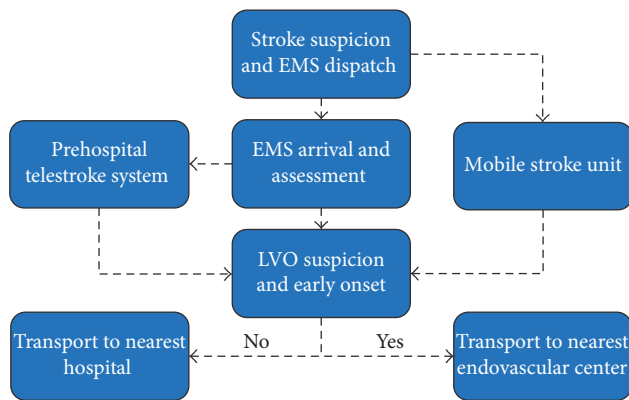 Stroke suspicion
and EMS dispatch
Prehospital
telestroke system
EMS arrival and
assessment
Mobile stroke unit
LVO suspicion
and early onset
No
Yes
Transport to nearest
hospital
Transport to nearest
endovascular center